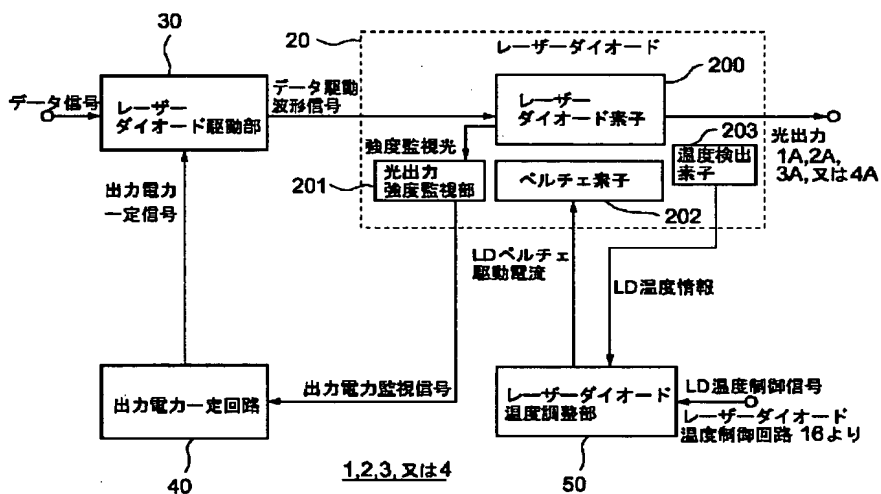 30
20
レーザーダイオード
データ信号
レーザー
ダイオード駆動部
データ駆動
波形信号
レーザー
ダイオード素子
200
203
光出力
1A,2A,
3A,又は4A
強度監視光
201
光出力
強度監視部
ペルチェ素子
202
温度検出
素子
出力電力
一定信号
LDペルチェ
駆動電流
LD温度情報
出力電力一定回路
40
出力電力監視信号
レーザーダイオード
温度調整部
50
LD温度制御信号
レーザーダイオード
温度制御回路 16より
1,2,3,又は4